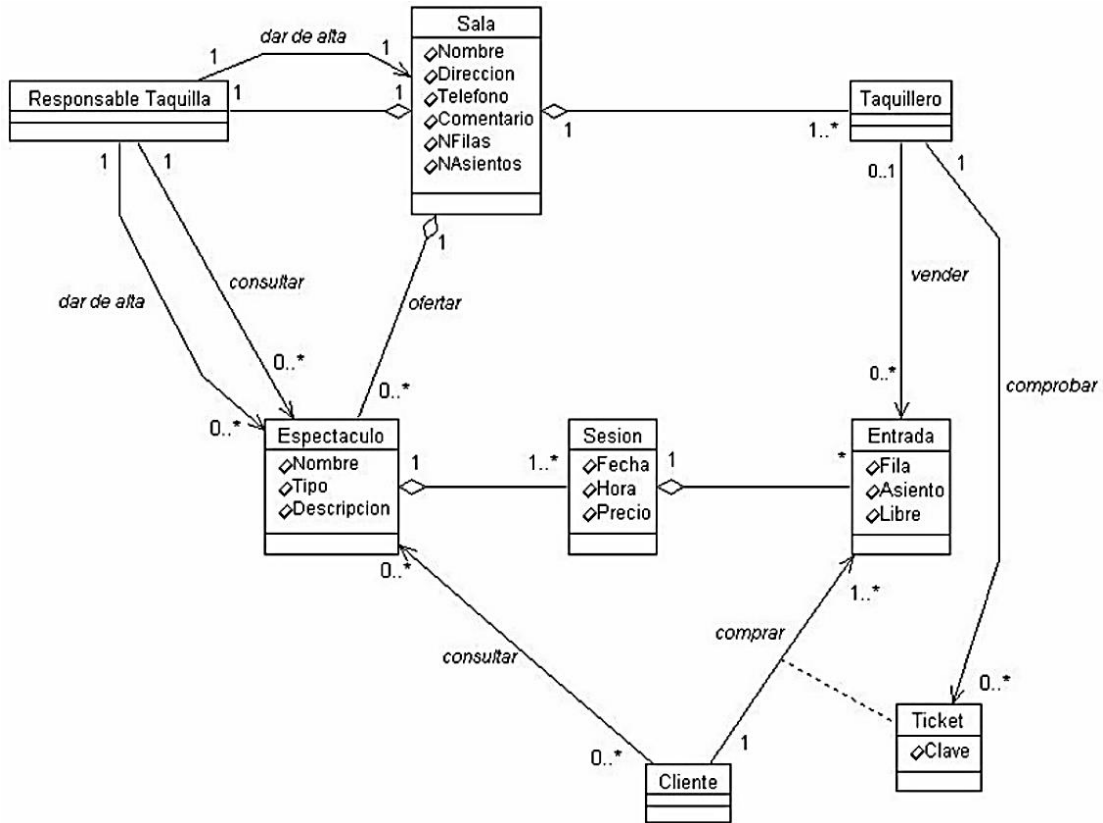 Sala
Nombre
Direccion
Telefono
Comentario
NFilas
NAsientos
dar de alta
1
1
Responsable Taquilla
1
1
1
1..*
Taquillero
1
1
1
0..1
1
dar de alta
consultar
ofertar
vender
comprobar
0..*
0..*
0..*
0..*
Espectaculo
Nombre
Tipo
Descripcion
1
1..*
Sesion
Fecha
Hora
Precio
1
*
Entrada
Fila
Asiento
Libre
0..*
1..*
consultar
comprar
0..*
1
0..*
Cliente
Ticket
Clave